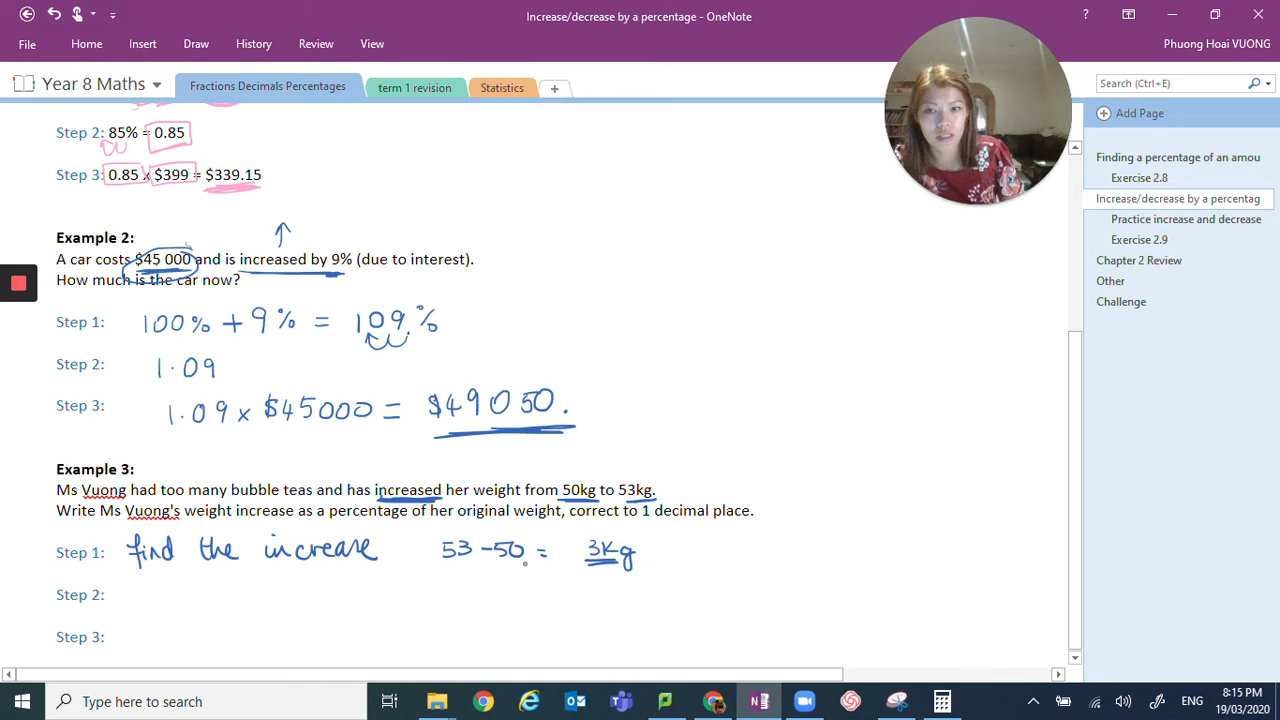 Increase/decrease by a percentage - OneNote
File Home Insert Draw History Review View Phuong Hoai VUONG
Year 8 Maths Fractions Decimals Percentages term 1 revision Statistics Search (Ctrl+E)
Add Page
Finding a percentage of an amou
Exercise 2.8
Increase/decrease by a percentag
Practice increase and decrease
Exercise 2.9
Chapter 2 Review
Other
Challenge
Step 2: 85% = 0.85
Step 3: 0.85 x $399 = $339.15
Example 2:
A car costs $45 000 and is increased by 9% (due to interest).
How much is the car now?
Step 1: 100% + 9% = 109.%
Step 2: 1.09
Step 3: 1.09 x $45000 = $49050.
Example 3:
Ms Vuong had too many bubble teas and has increased her weight from 50kg to 53kg.
Write Ms Vuong's weight increase as a percentage of her original weight, correct to 1 decimal place.
Step 1: find the increase 53-50 = 3Kg
Step 2:
Step 3:
Type here to search
ENG
8:15 PM
19/03/2020